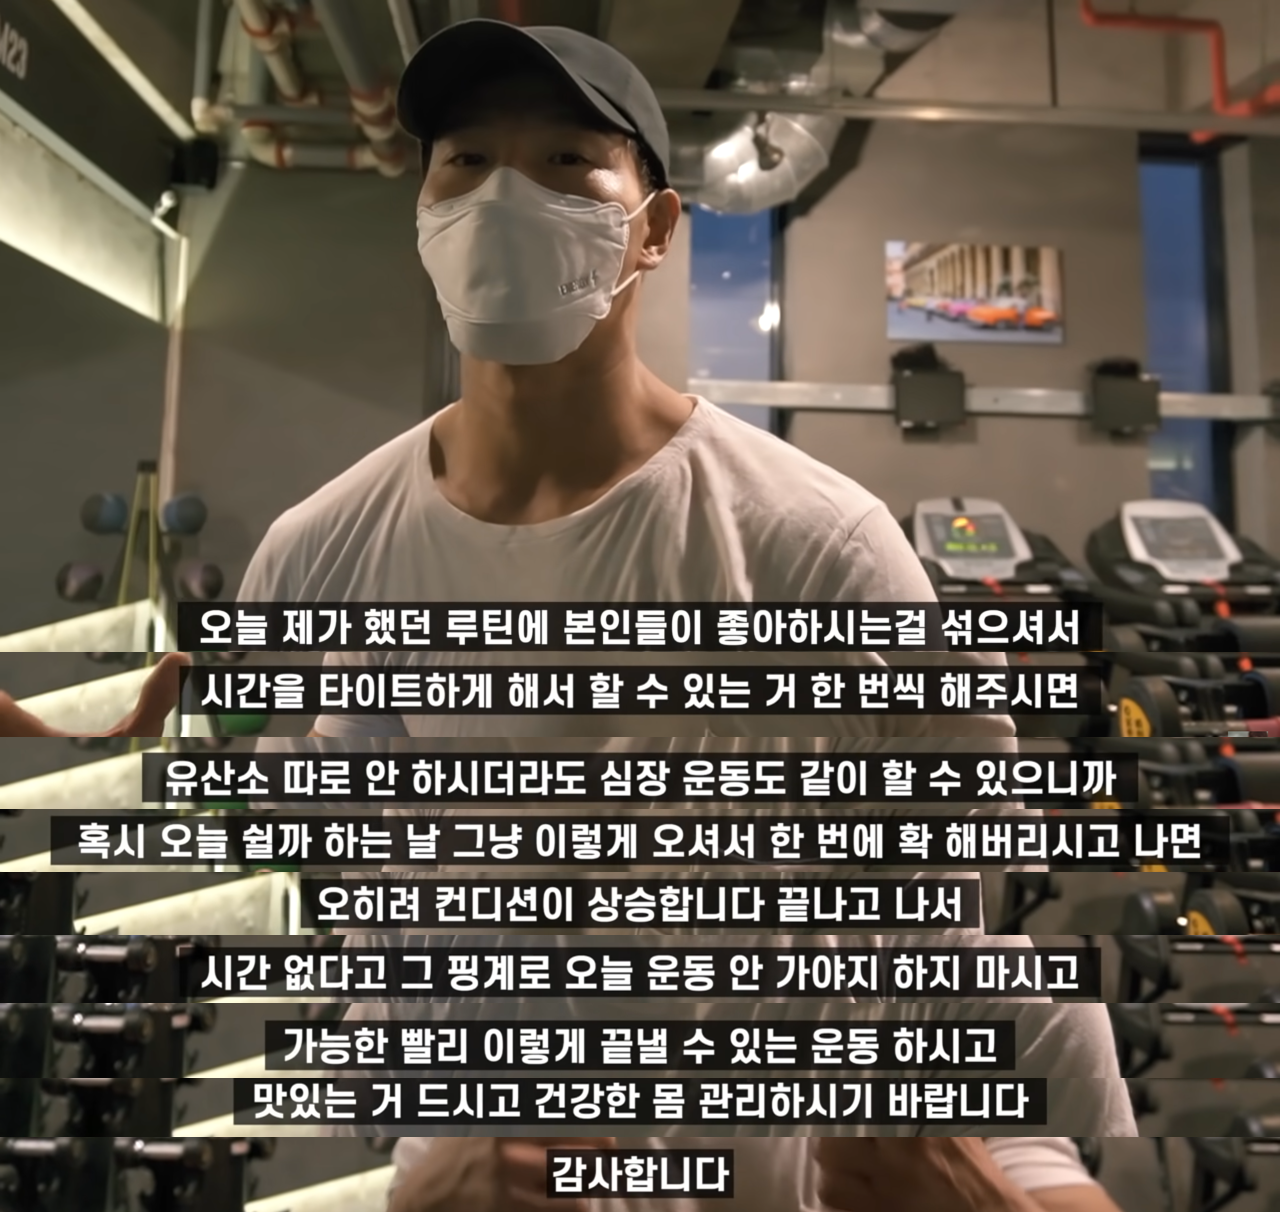 오늘 제가 했던 루틴에 본인들이 좋아하시는걸 섞으셔서
시간을 타이트하게 해서 할 수 있는 거 한 번씩 해주시면
유산소 따로 안 하시더라도 심장 운동도 같이 할 수 있으니까
혹시 오늘 쉴까 하는 날 그냥 이렇게 오셔서 한 번에 확 해버리시고 나면
오히려 컨디션이 상승합니다 끝나고 나서
시간 없다고 그 핑계로 오늘 운동 안 가야지 하지 마시고
가능한 빨리 이렇게 끝낼 수 있는 운동 하시고
맛있는 거 드시고 건강한 몸 관리하시기 바랍니다
감사합니다